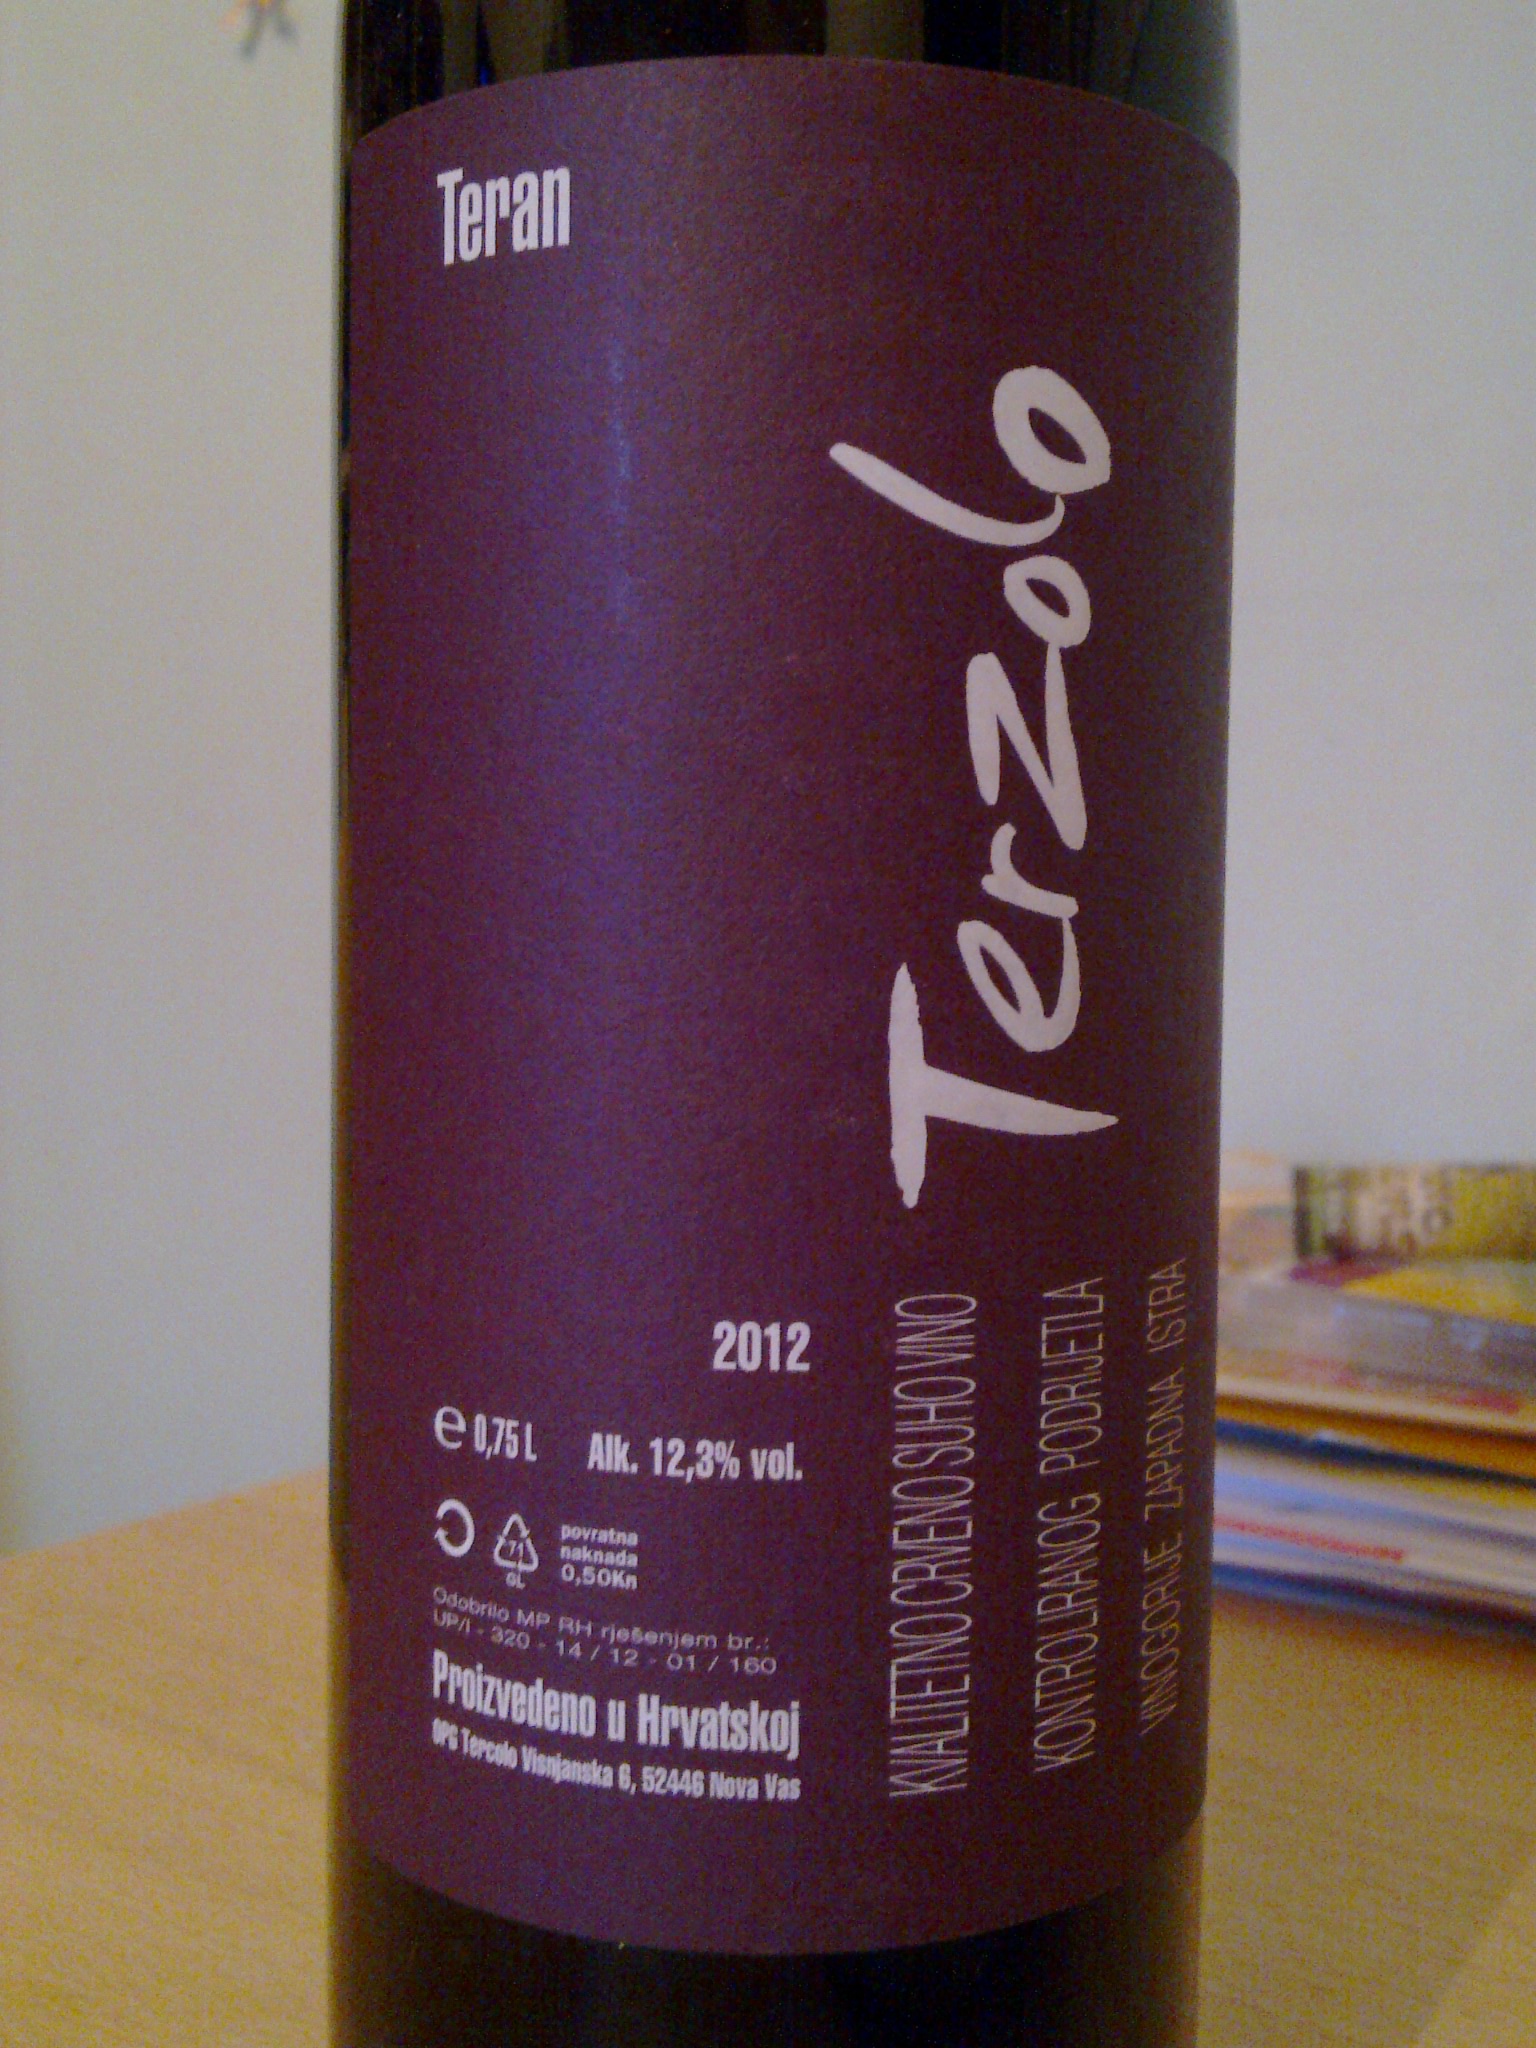 Teran
Terzolo
2012
e 0,75 L Alk. 12,3% vol.
71
GL
povratna
naknada
0,50Kn
Odobrilo MP RH rješenjem br.:
UP/I - 320 - 14 / 12 - 01 / 160
Proizvedeno u Hrvatskoj
OPG Tercolo Visnjanska 6, 52446 Nova Vas
KVALITETNO CRVENO SUHO VINO
KONTROLIRANOG PODRIJETLA
VINOGORJE ZAPADNA ISTRA